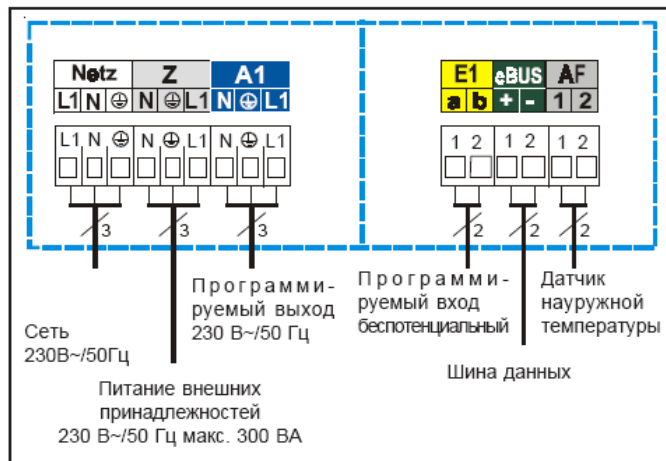 Netz Z A1
L1 N ⏚ N ⏚ L1 N ⏚ L1
L1 N ⏚ N ⏚ L1 N ⏚ L1
3 3 3
Сеть
230В~/50Гц
Питание внешних
принадлежностей
230 В~/50 Гц макс. 300 ВА
Программи-
руемый выход
230 В~/50 Гц
E1 eBUS AF
a b + - 1 2
1 2 1 2 1 2
2 2 2
Программи-
руемый вход
беспотенциальный
Шина данных
Датчик
науружной
температуры